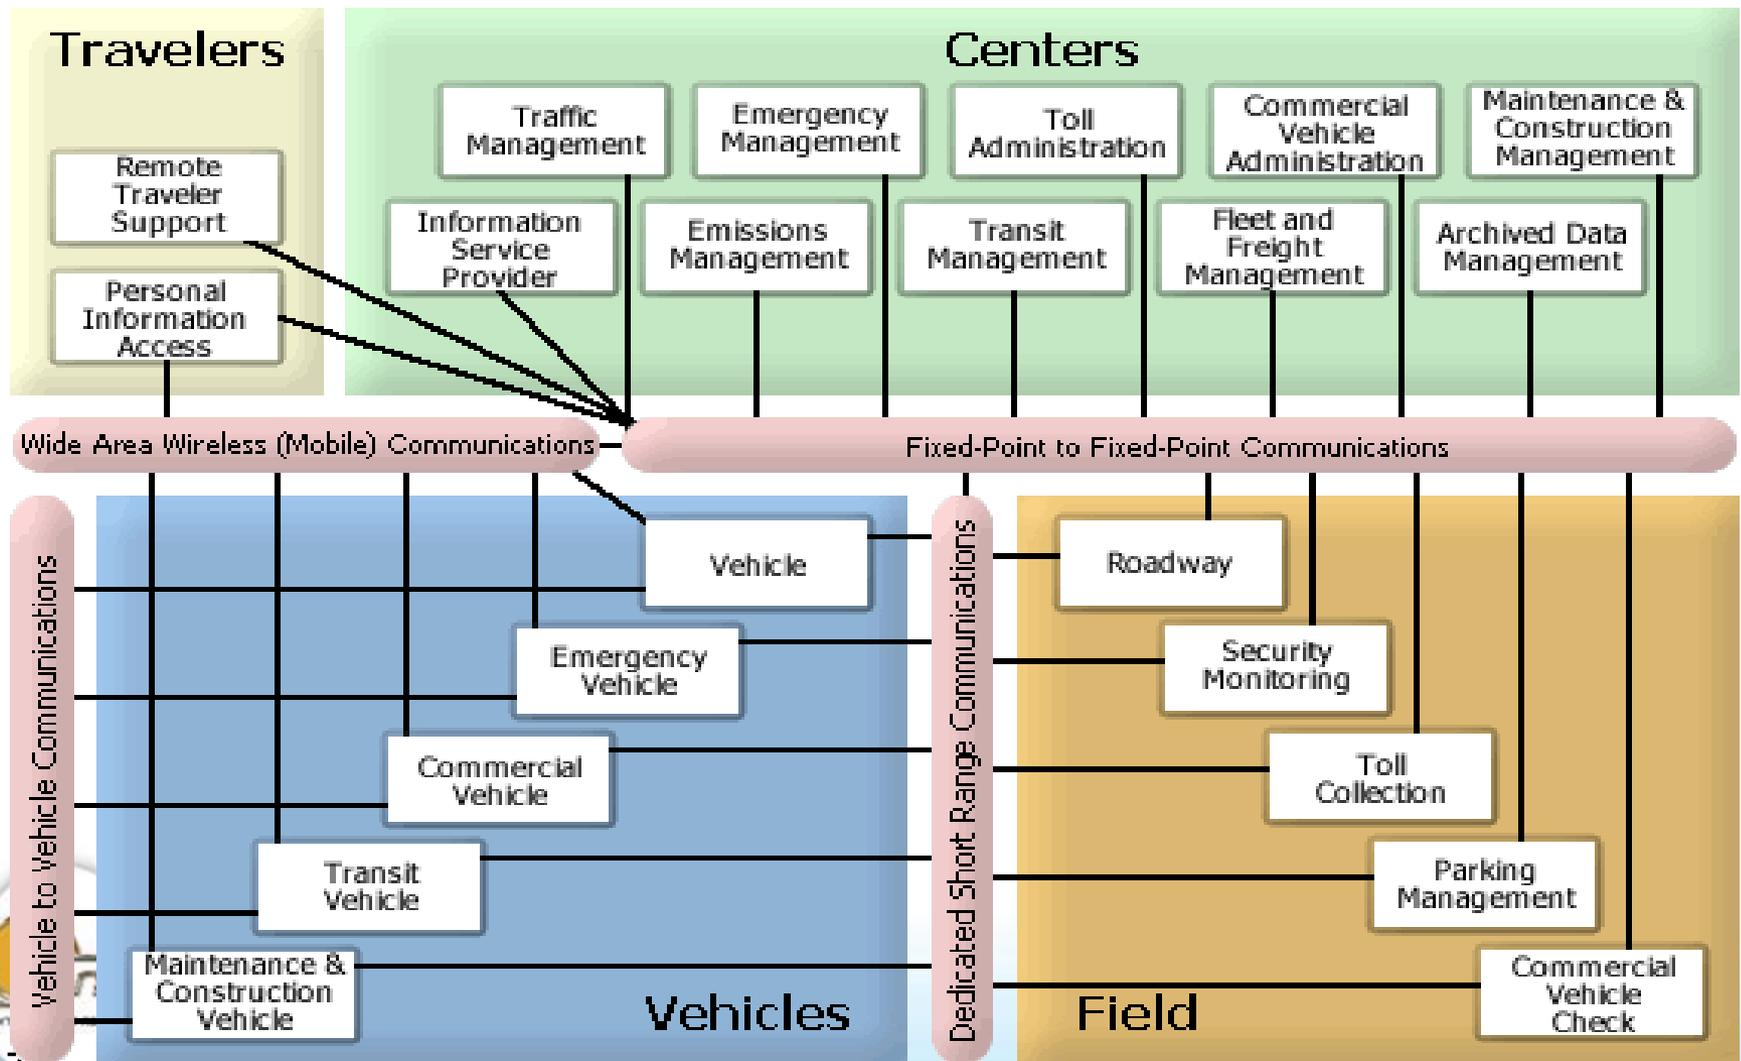 Travelers
Remote
Traveler
Support
Personal
Information
Access
Centers
Traffic
Management
Emergency
Management
Toll
Administration
Commercial
Vehicle
Administration
Maintenance &
Construction
Management
Information
Service
Provider
Emissions
Management
Transit
Management
Fleet and
Freight
Management
Archived Data
Management
Wide Area Wireless (Mobile) Communications
Fixed-Point to Fixed-Point Communications
Vehicle to Vehicle Communications
Vehicle
Emergency
Vehicle
Commercial
Vehicle
Transit
Vehicle
Maintenance &
Construction
Vehicle
Vehicles
Dedicated Short Range Communications
Roadway
Security
Monitoring
Toll
Collection
Parking
Management
Commercial
Vehicle
Check
Field